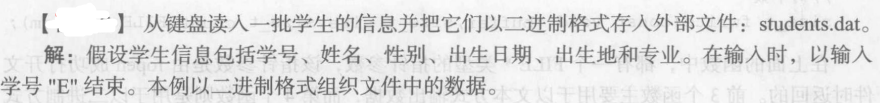 【 】 从键盘读入一批学生的信息并把它们以二进制格式存入外部文件：students.dat。
解：假设学生信息包括学号、姓名、性别、出生日期、出生地和专业。在输入时，以输入
学号 "E" 结束。本例以二进制格式组织文件中的数据。